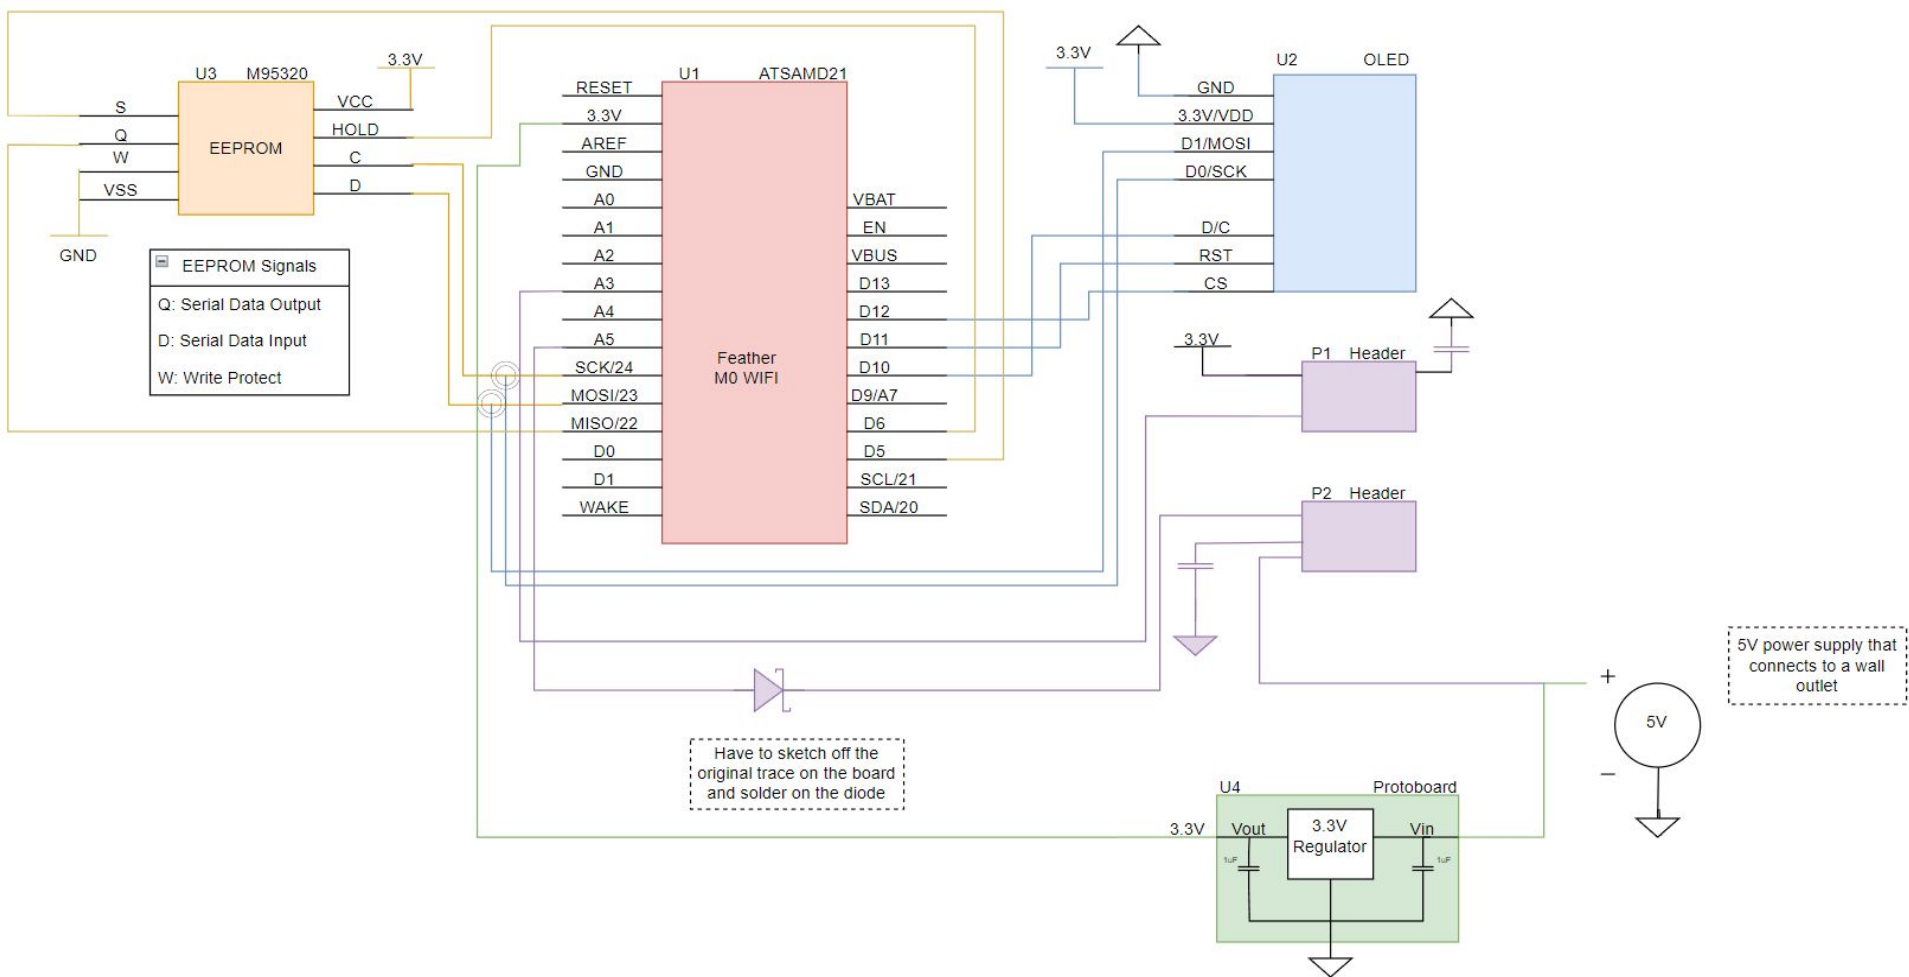 U3 M95320
3.3V
S
Q
W
VSS
EEPROM
VCC
HOLD
C
D
GND
EEPROM Signals
Q: Serial Data Output
D: Serial Data Input
W: Write Protect
U1 ATSAMD21
RESET
3.3V
AREF
GND
A0
A1
A2
A3
A4
A5
SCK/24
MOSI/23
MISO/22
D0
D1
WAKE
Feather
M0 WIFI
VBAT
EN
VBUS
D13
D12
D11
D10
D9/A7
D6
D5
SCL/21
SDA/20
3.3V
U2 OLED
GND
3.3V/VDD
D1/MOSI
D0/SCK
D/C
RST
CS
3.3V
P1 Header
P2 Header
Have to sketch off the
original trace on the board
and solder on the diode
5V power supply that
connects to a wall
outlet
+
5V
–
U4 Protoboard
3.3V
Vout
3.3V
Regulator
Vin
1uF
1uF